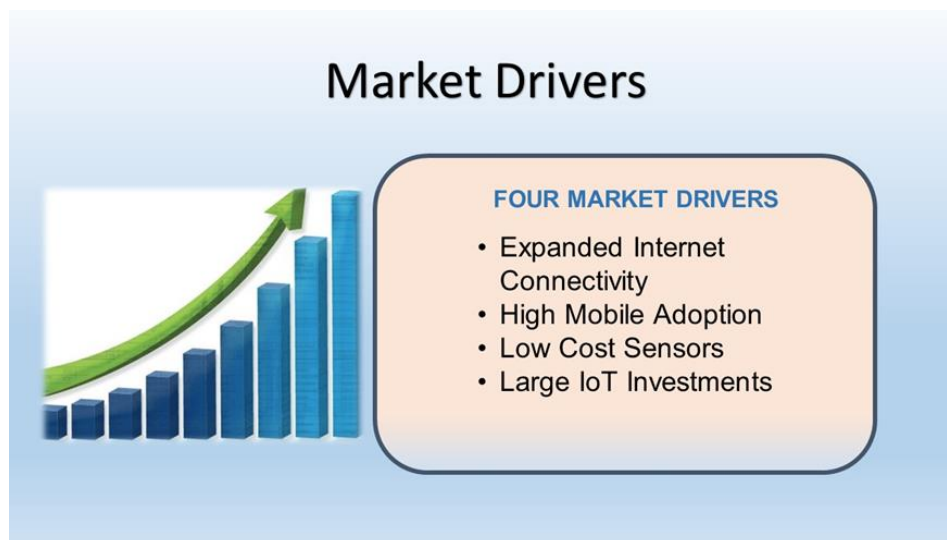 Market Drivers
FOUR MARKET DRIVERS
• Expanded Internet
Connectivity
• High Mobile Adoption
• Low Cost Sensors
• Large IoT Investments